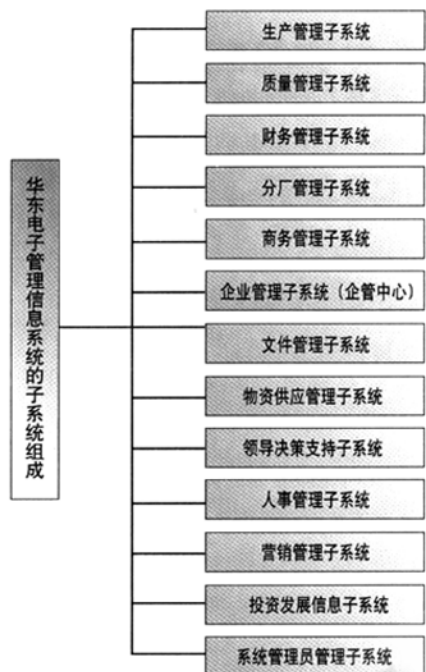 华东电子管理信息系统的子系统组成
生产管理子系统
质量管理子系统
财务管理子系统
分厂管理子系统
商务管理子系统
企业管理子系统（企管中心）
文件管理子系统
物资供应管理子系统
领导决策支持子系统
人事管理子系统
营销管理子系统
投资发展信息子系统
系统管理员管理子系统